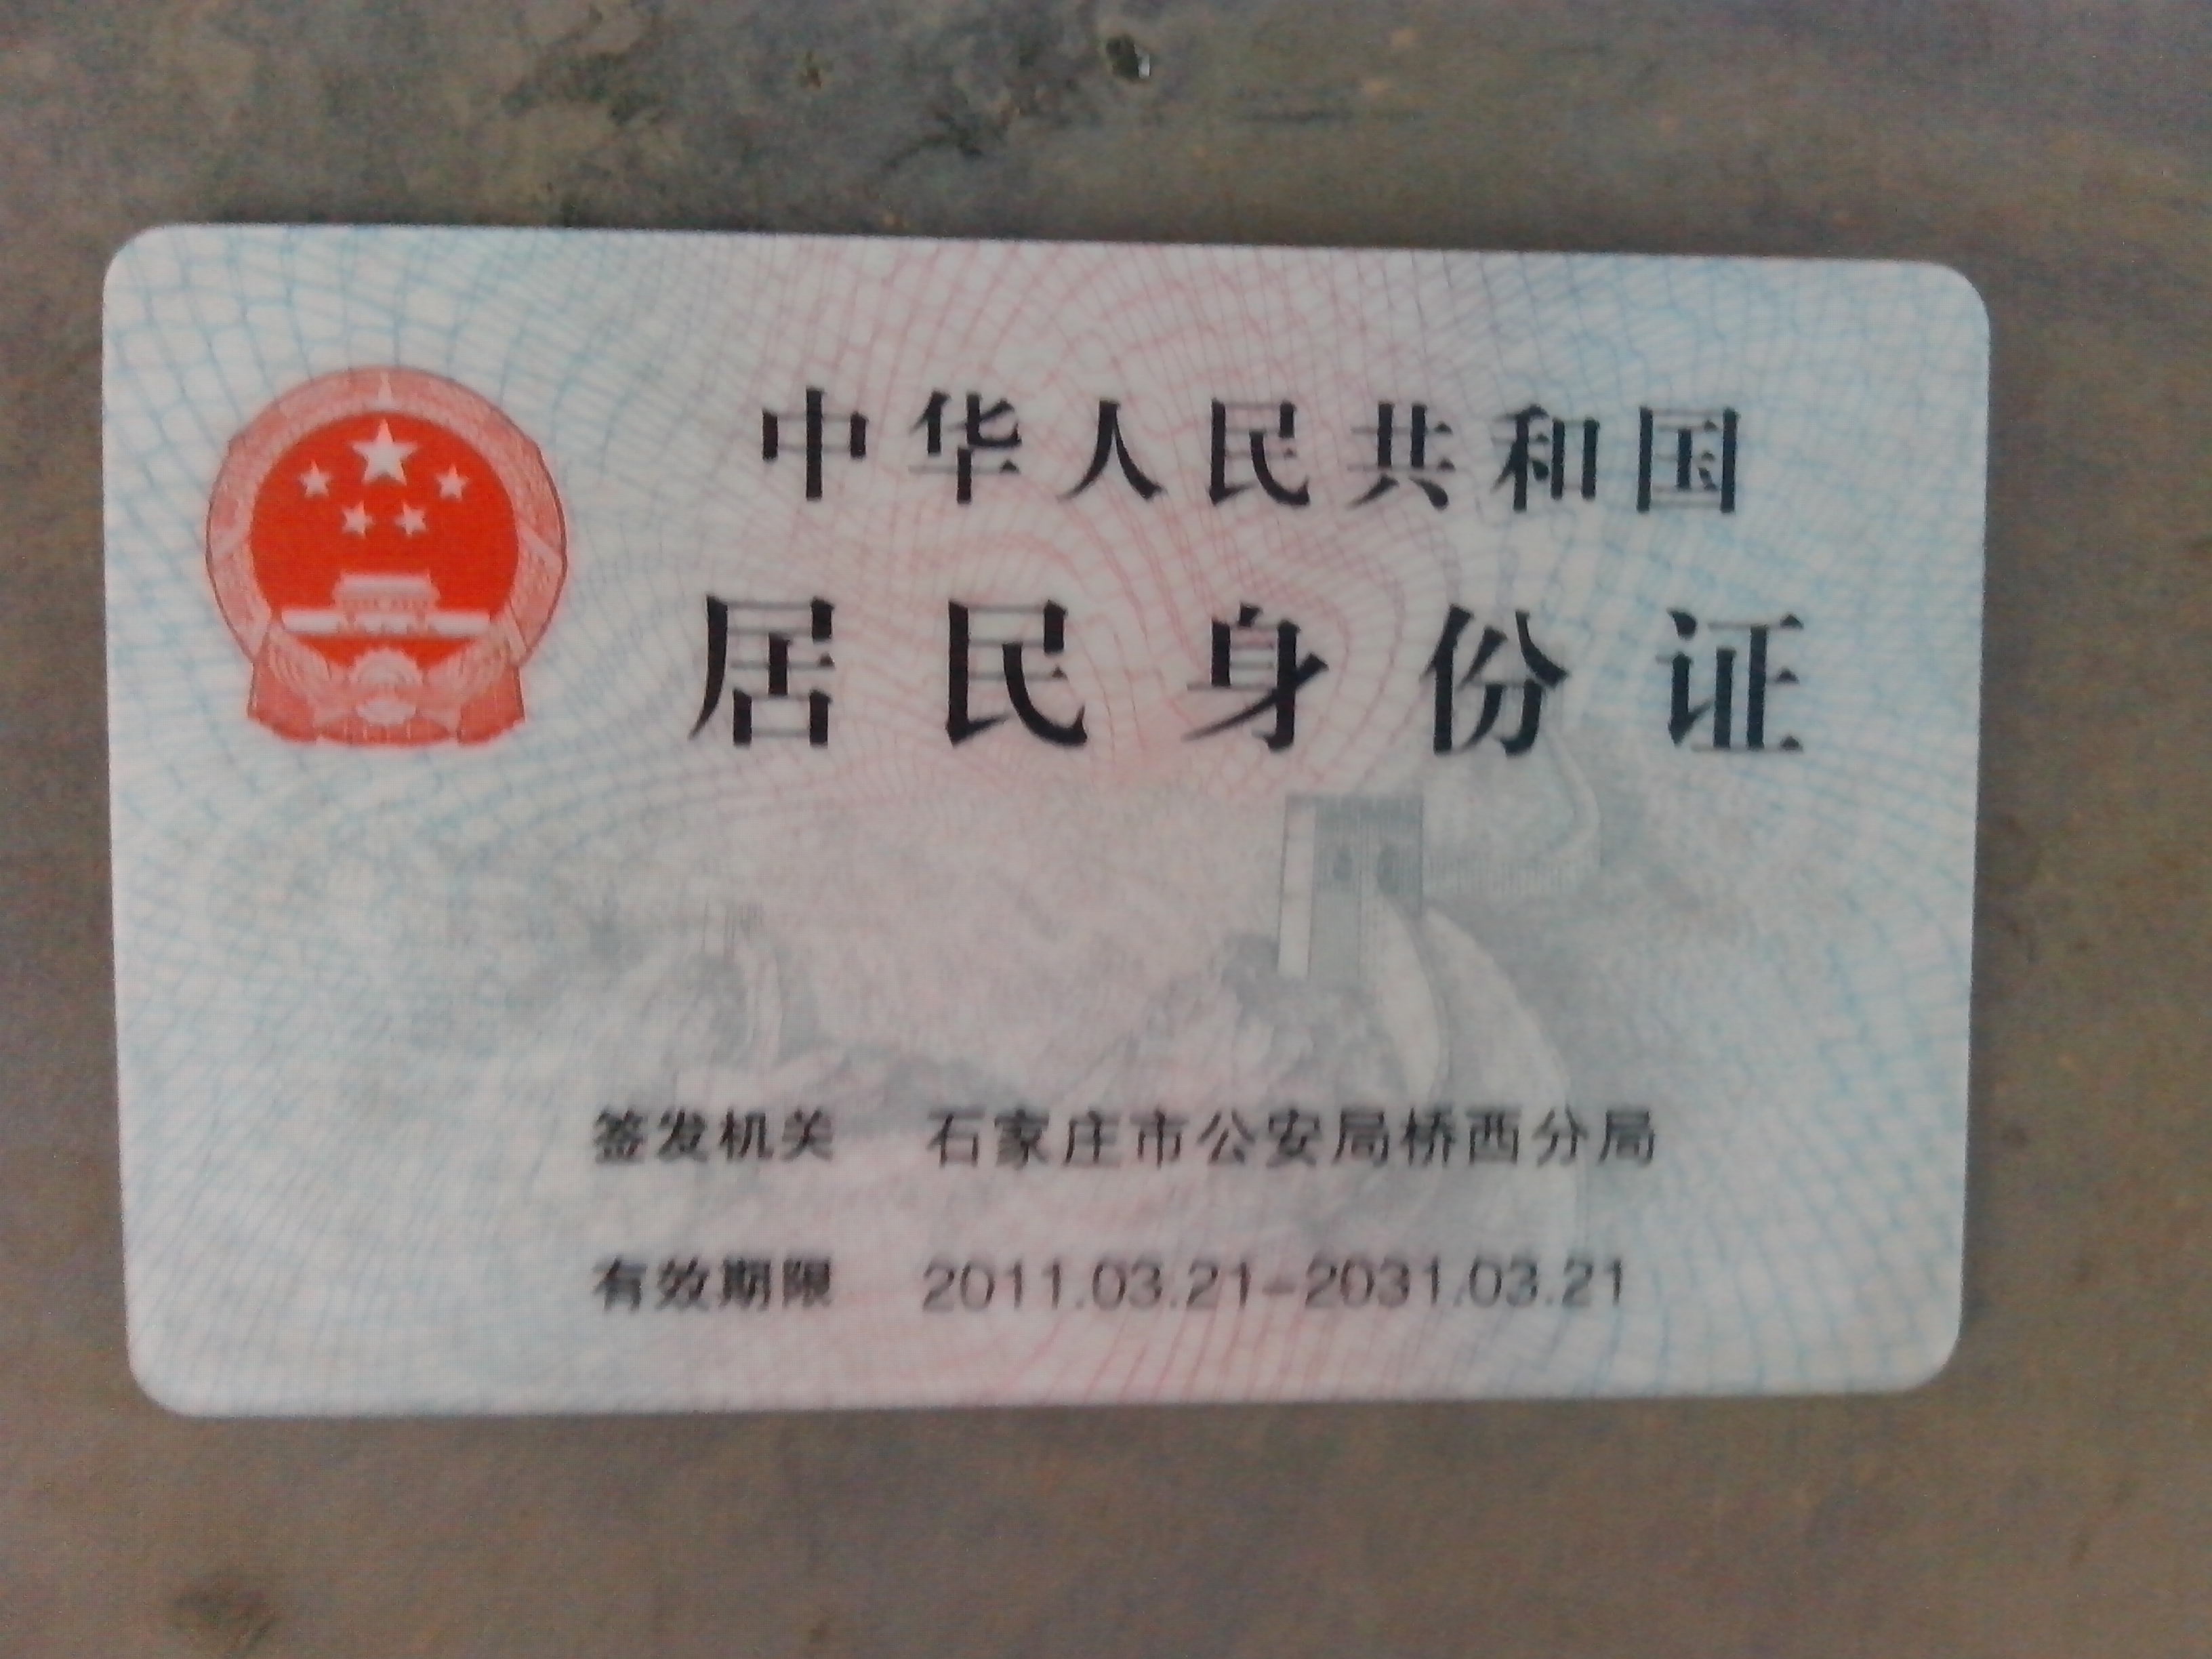 中华人民共和国
居民身份证
签发机关 石家庄市公安局桥西分局
有效期限 2011.03.21-2031.03.21